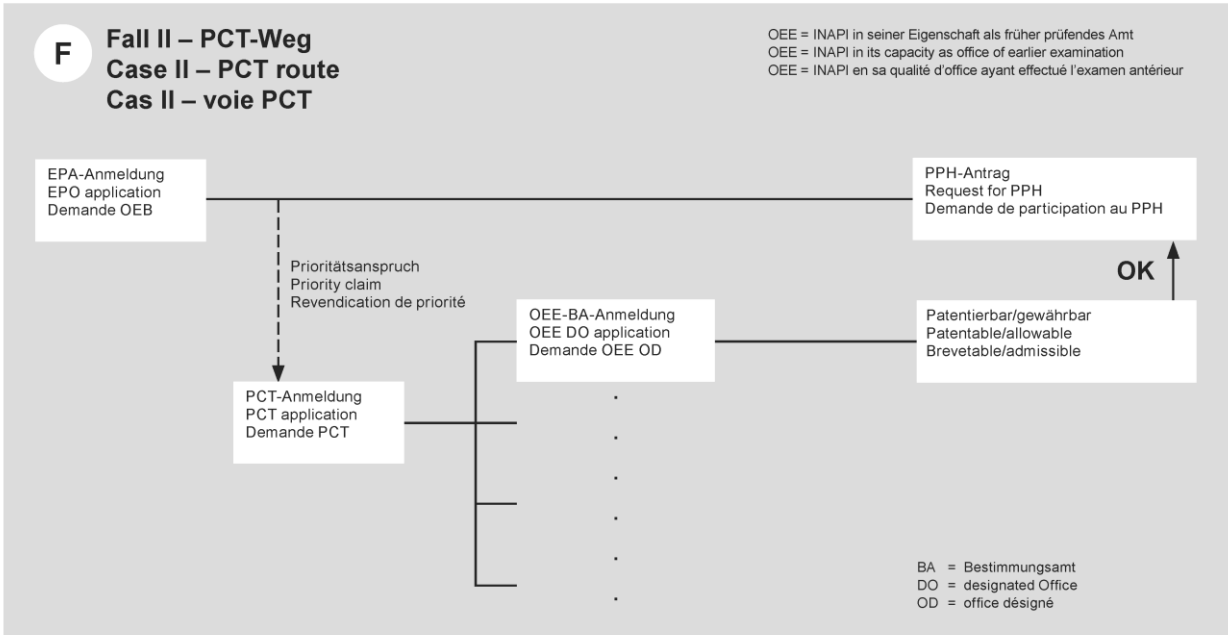 F
Fall II – PCT-Weg
Case II – PCT route
Cas II – voie PCT
OEE = INAPI in seiner Eigenschaft als früher prüfendes Amt
OEE = INAPI in its capacity as office of earlier examination
OEE = INAPI en sa qualité d'office ayant effectué l'examen antérieur
EPA-Anmeldung
EPO application
Demande OEB
PPH-Antrag
Request for PPH
Demande de participation au PPH
Prioritätsanspruch
Priority claim
Revendication de priorité
OK
OEE-BA-Anmeldung
OEE DO application
Demande OEE OD
Patentierbar/gewährbar
Patentable/allowable
Brevetable/admissible
PCT-Anmeldung
PCT application
Demande PCT
BA = Bestimmungsamt
DO = designated Office
OD = office désigné